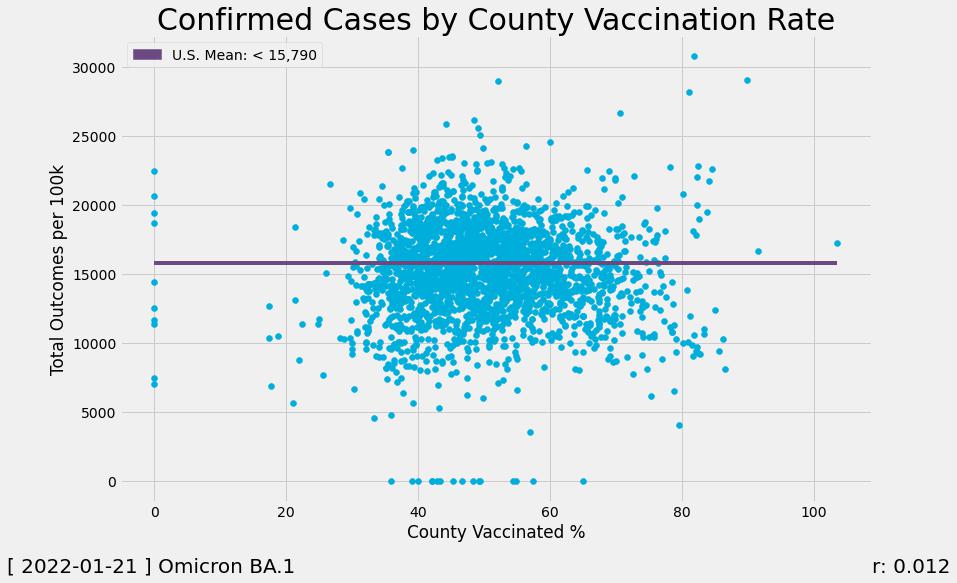 Confirmed Cases by County Vaccination Rate
U.S. Mean: < 15,790
30000
25000
20000
15000
10000
5000
0
Total Outcomes per 100k
0 20 40 60 80 100
County Vaccinated %
[ 2022-01-21 ] Omicron BA.1
r: 0.012